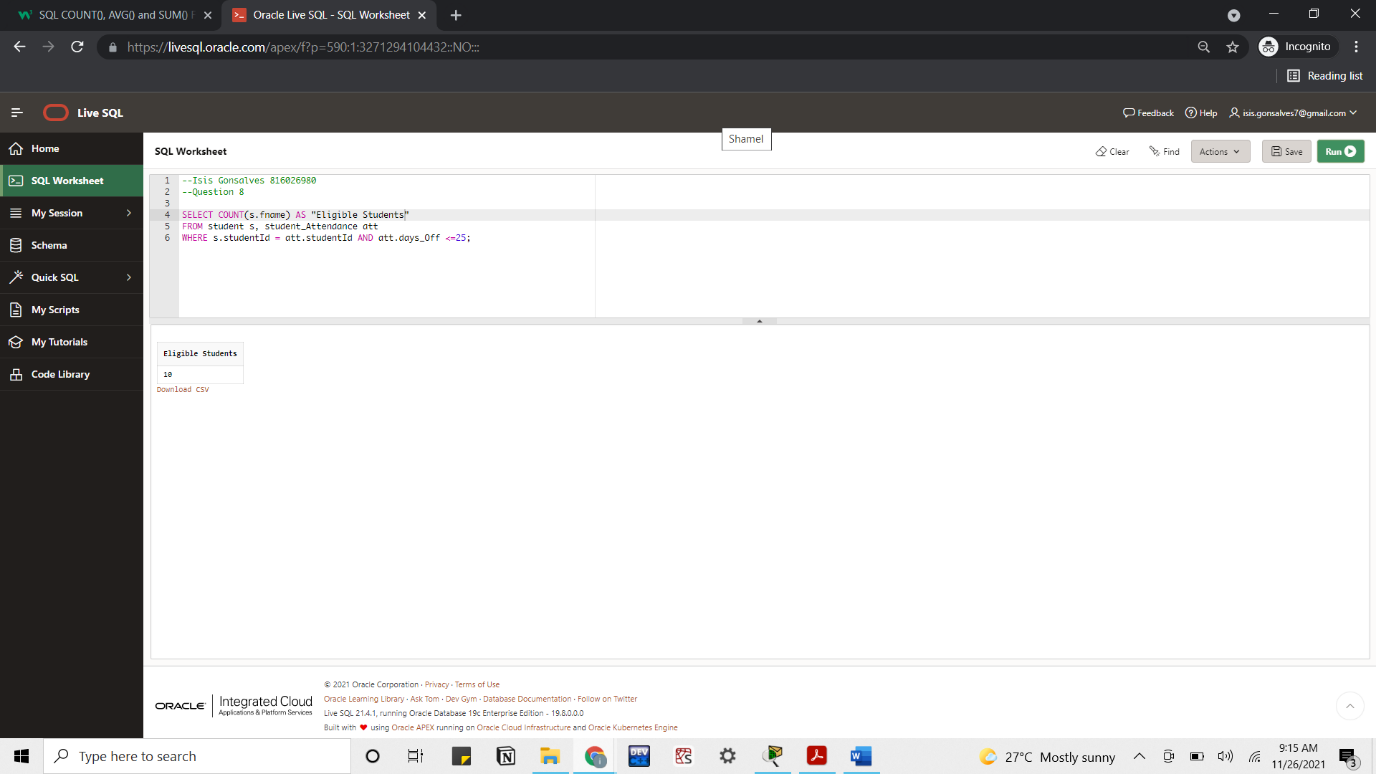 SQL COUNT(), AVG() and SUM()
Oracle Live SQL - SQL Worksheet
https://livesql.oracle.com/apex/f?p=590:1:3271294104432::NO:::
Incognito
Reading list
Live SQL
Feedback
Help
isis.gonsalves7@gmail.com
Shamel
Home
SQL Worksheet
My Session
Schema
Quick SQL
My Scripts
My Tutorials
Code Library
SQL Worksheet
Clear
Find
Actions
Save
Run
1 --Isis Gonsalves 816026980
2 --Question 8
3
4 SELECT COUNT(s.fname) AS "Eligible Students"
5 FROM student s, student_Attendance att
6 WHERE s.studentId = att.studentId AND att.days_Off <=25;
Eligible Students
10
Download CSV
ORACLE Integrated Cloud
Applications & Platform Services
© 2021 Oracle Corporation · Privacy · Terms of Use
Oracle Learning Library · Ask Tom · Dev Gym · Database Documentation · Follow on Twitter
Live SQL 21.4.1, running Oracle Database 19c Enterprise Edition - 19.8.0.0.0
Built with ❤ using Oracle APEX running on Oracle Cloud Infrastructure and Oracle Kubernetes Engine
Type here to search
DEV
27°C Mostly sunny
9:15 AM
11/26/2021
3